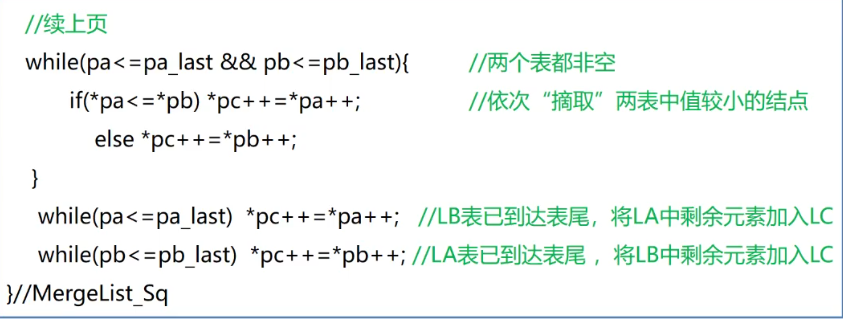 //续上页
while(pa<=pa_last && pb<=pb_last){ //两个表都非空
if(*pa<=*pb) *pc++=*pa++; //依次“摘取”两表中值较小的结点
else *pc++=*pb++;
}
while(pa<=pa_last) *pc++=*pa++; //LB表已到达表尾，将LA中剩余元素加入LC
while(pb<=pb_last) *pc++=*pb++; //LA表已到达表尾 ，将LB中剩余元素加入LC
}//MergeList_Sq